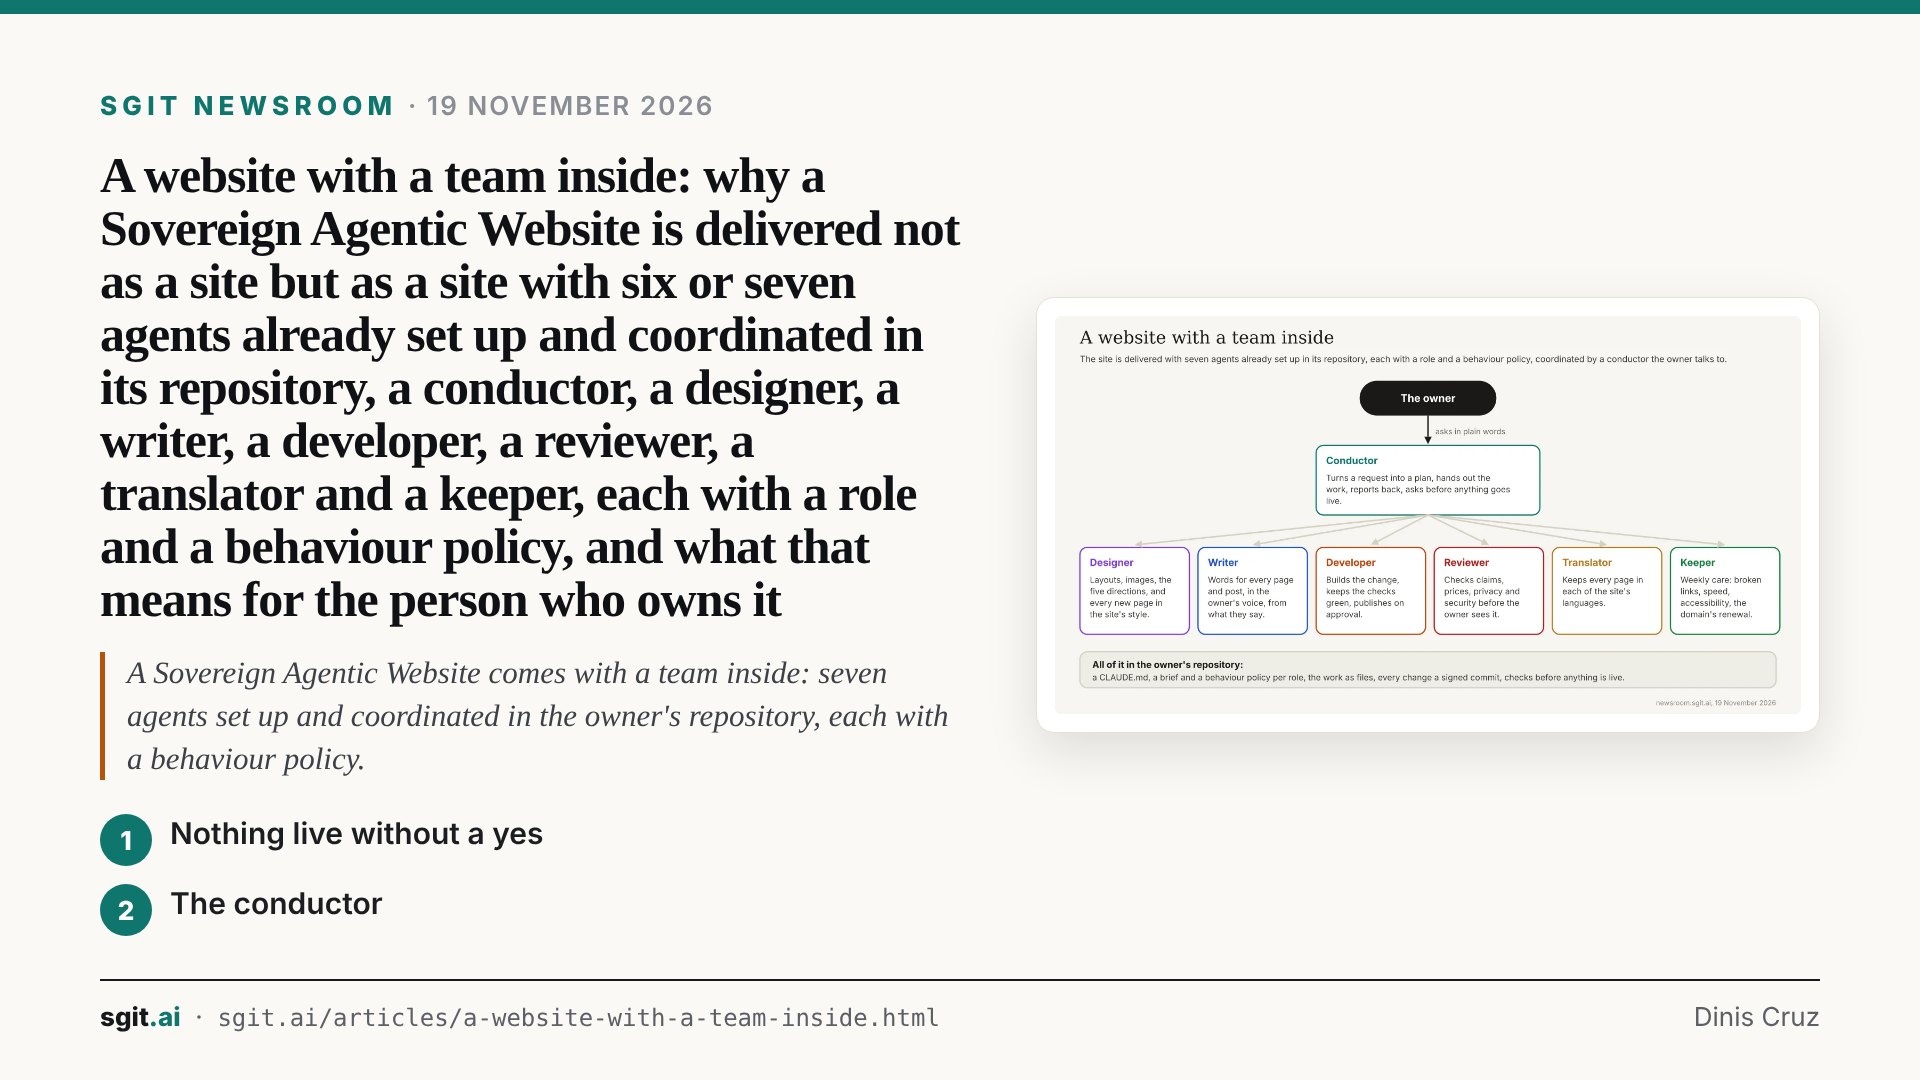 SGIT NEWSROOM · 19 NOVEMBER 2026
A website with a team inside: why a
Sovereign Agentic Website is delivered not
as a site but as a site with six or seven
agents already set up and coordinated in
its repository, a conductor, a designer, a
writer, a developer, a reviewer, a
translator and a keeper, each with a role
and a behaviour policy, and what that
means for the person who owns it
A Sovereign Agentic Website comes with a team inside: seven
agents set up and coordinated in the owner's repository, each with
a behaviour policy.
1 Nothing live without a yes
2 The conductor
A website with a team inside
The site is delivered with seven agents already set up in its repository, each with a role and a behaviour policy, coordinated by a conductor the owner talks to.
The owner
asks in plain words
Conductor
Turns a request into a plan, hands out the
work, reports back, asks before anything goes
live.
Designer
Layouts, images, the
five directions, and
every new page in
the site's style.
Writer
Words for every page
and post, in the
owner's voice, from
what they say.
Developer
Builds the change,
keeps the checks
green, publishes on
approval.
Reviewer
Checks claims,
prices, privacy and
security before the
owner sees it.
Translator
Keeps every page in
each of the site's
languages.
Keeper
Weekly care: broken
links, speed,
accessibility, the
domain's renewal.
All of it in the owner's repository:
a CLAUDE.md, a brief and a behaviour policy per role, the work as files, every change a signed commit, checks before anything is live.
newsroom.sgit.ai, 19 November 2026
sgit.ai · sgit.ai/articles/a-website-with-a-team-inside.html
Dinis Cruz